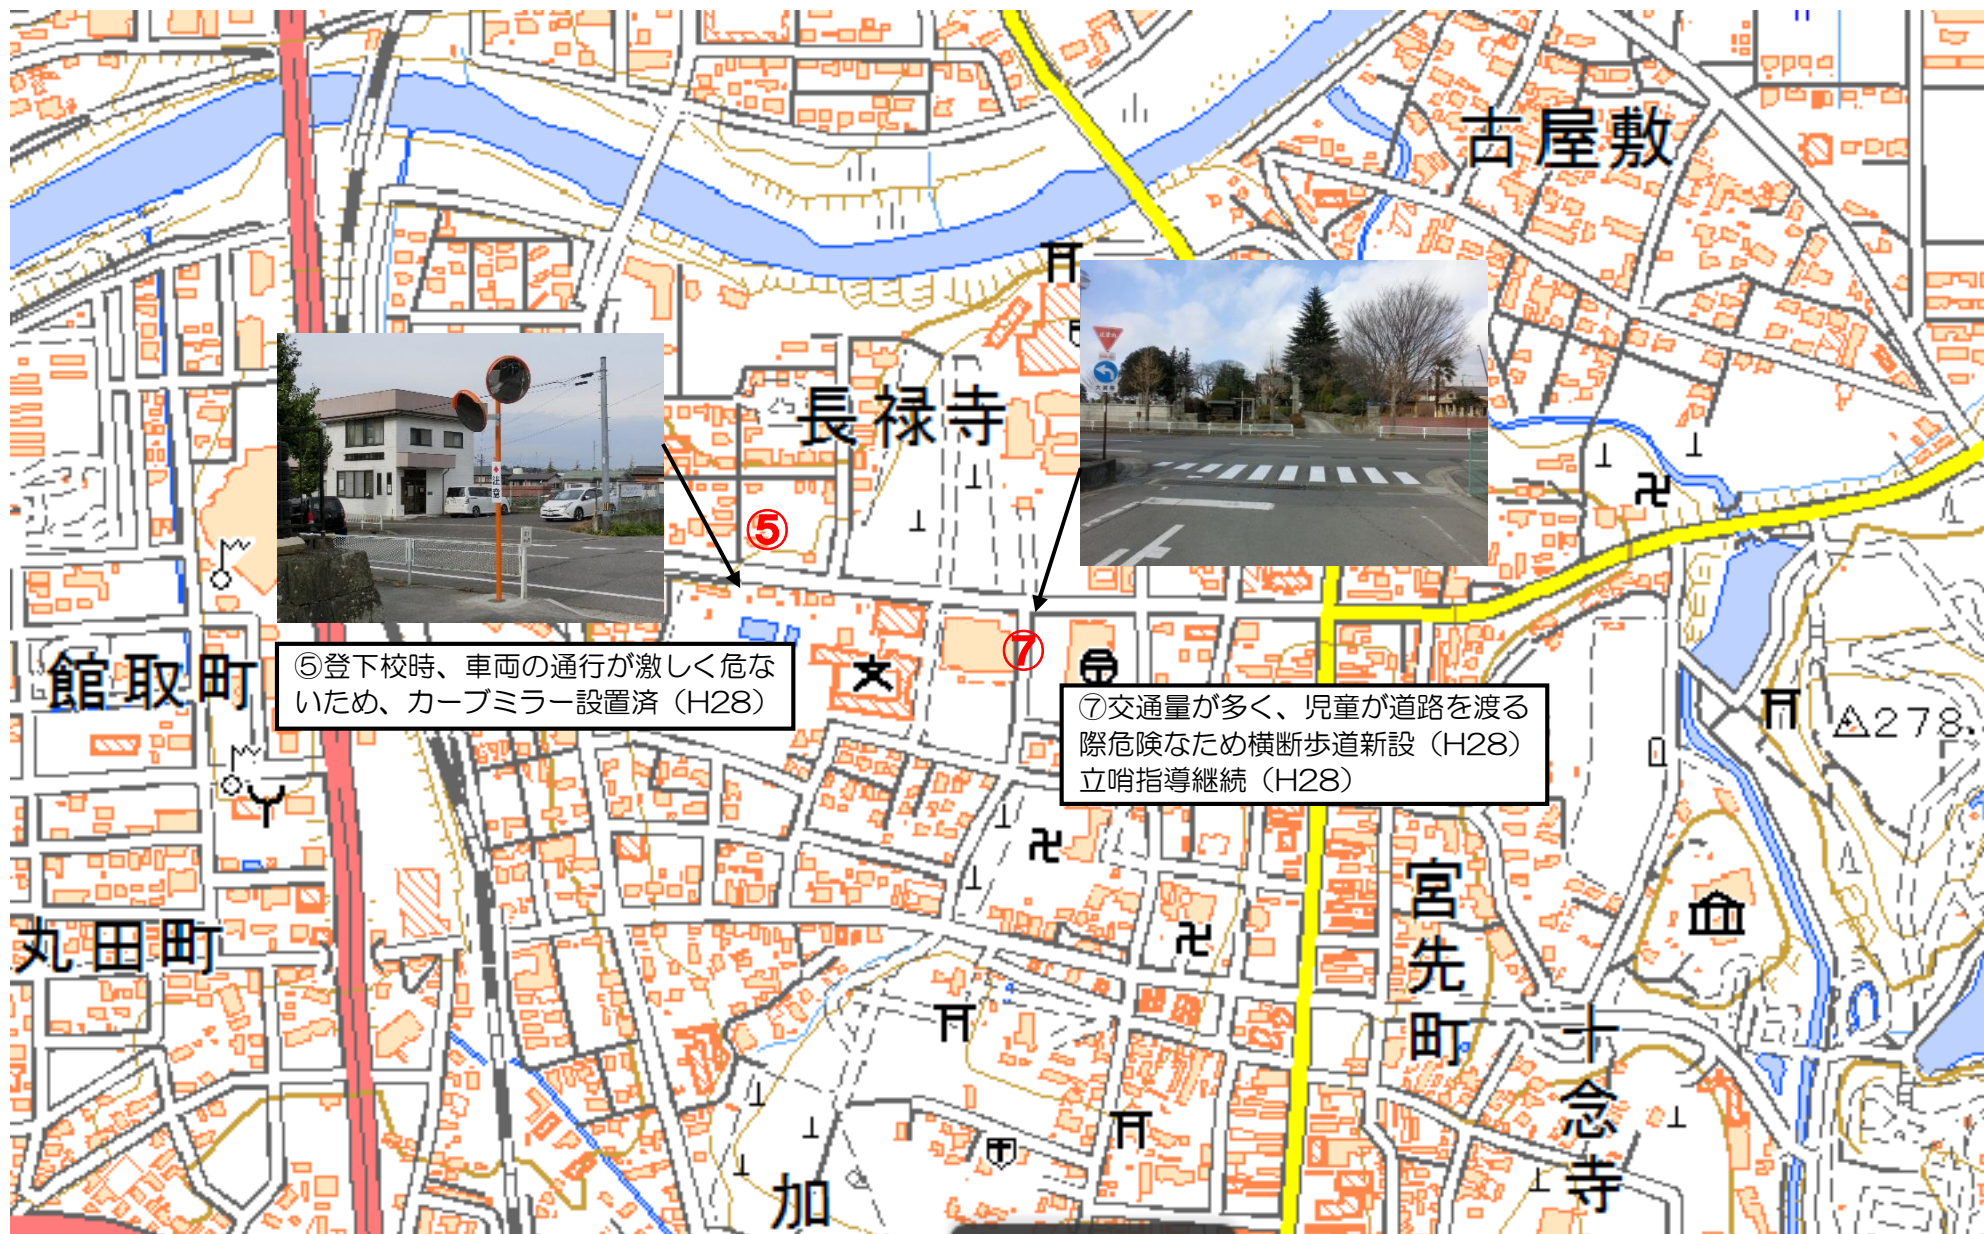 古屋敷
長禄寺
注意
⑤
⑤登下校時、車両の通行が激しく危な
いため、カーブミラー設置済（H28）
⑦
⑦交通量が多く、児童が道路を渡る
際危険なため横断歩道新設（H28）
立哨指導継続（H28）
館取町
278.
丸田町
宮先町
十念寺
加